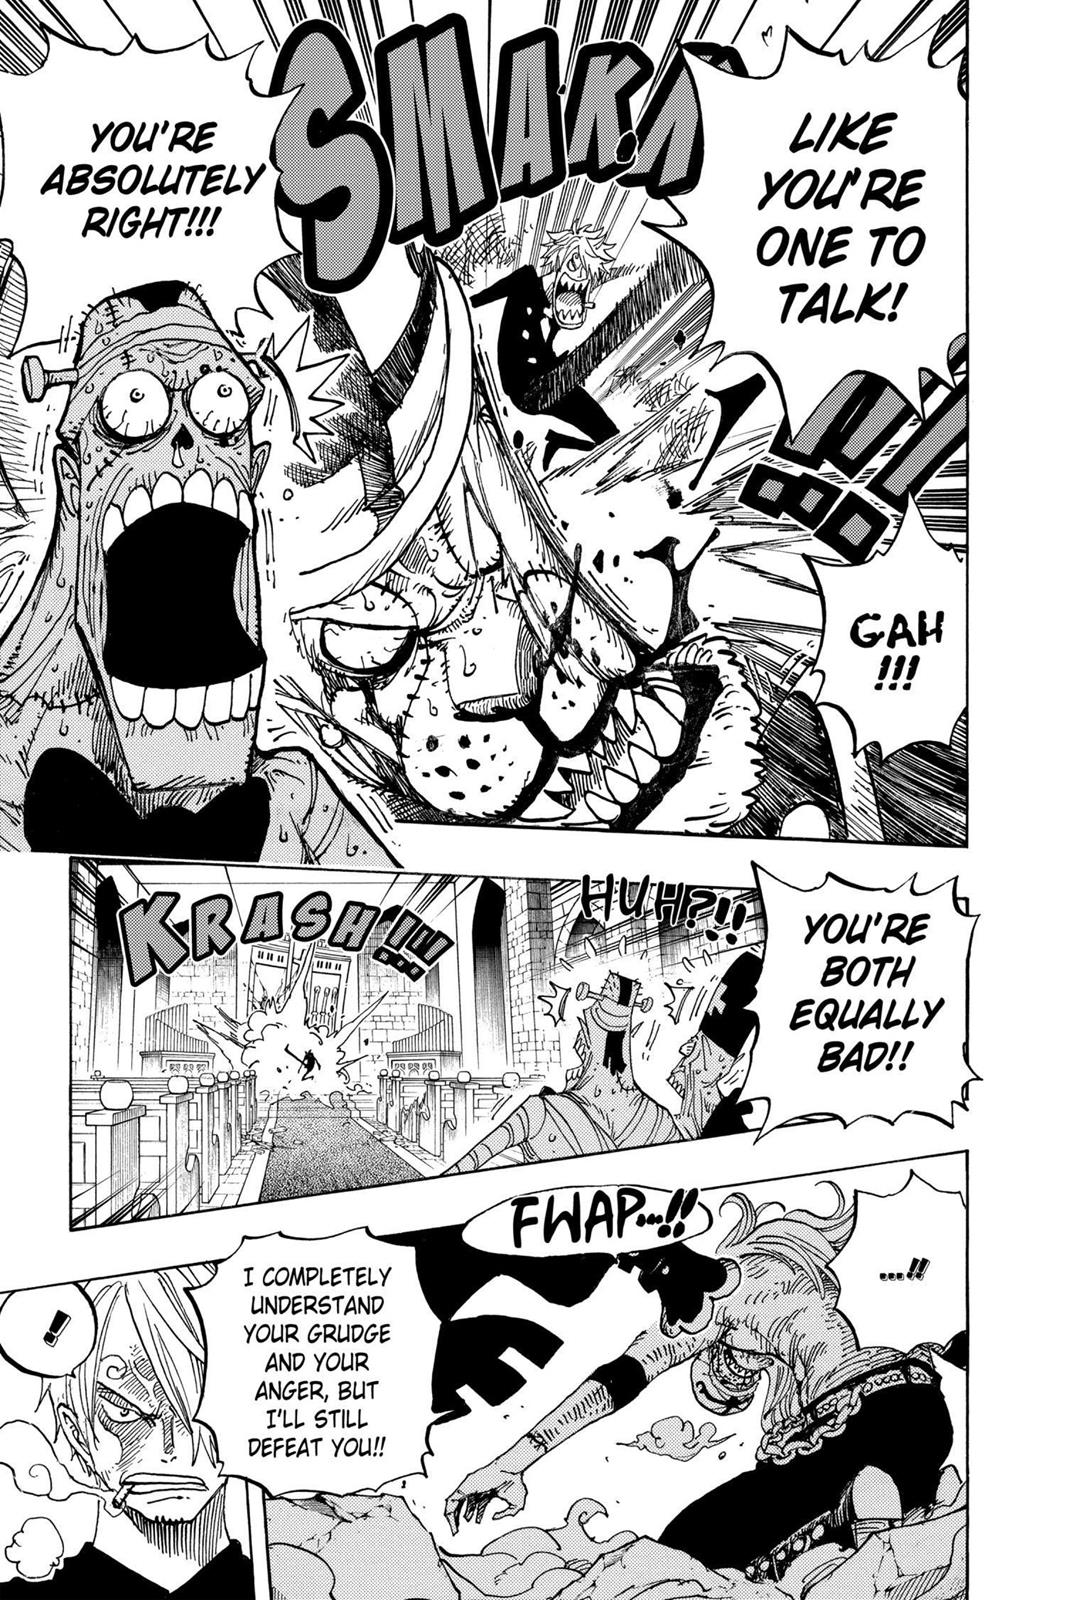 LIKE
YOU'RE
ONE TO
TALK!
SMAKK!!
YOU'RE
ABSOLUTELY
RIGHT!!!
GAH
!!!
YOU'RE
BOTH
EQUALLY
BAD!!
HUH?!!
KRASH!!!
...!!
FWAP...!!
I COMPLETELY
UNDERSTAND
YOUR GRUDGE
AND YOUR
ANGER, BUT
I'LL STILL
DEFEAT YOU!!
!!